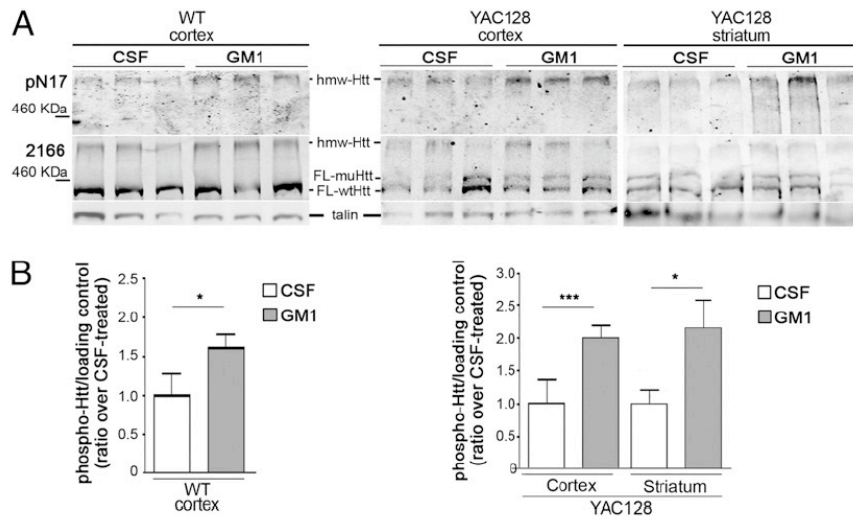 A
WT
cortex
YAC128
cortex
YAC128
striatum
CSF GM1 CSF GM1 CSF GM1
pN17
hmw-Htt
460 KDa
2166
hmw-Htt
460 KDa
FL-muHtt
FL-wtHtt
talin
B
phospho-Htt/loading control
(ratio over CSF-treated)
2.5
2.0
1.5
1.0
0.5
0
*
CSF
GM1
WT
cortex
phospho-Htt/loading control
(ratio over CSF-treated)
3.0
2.5
2.0
1.5
1.0
0.5
0
***
*
CSF
GM1
Cortex Striatum
YAC128